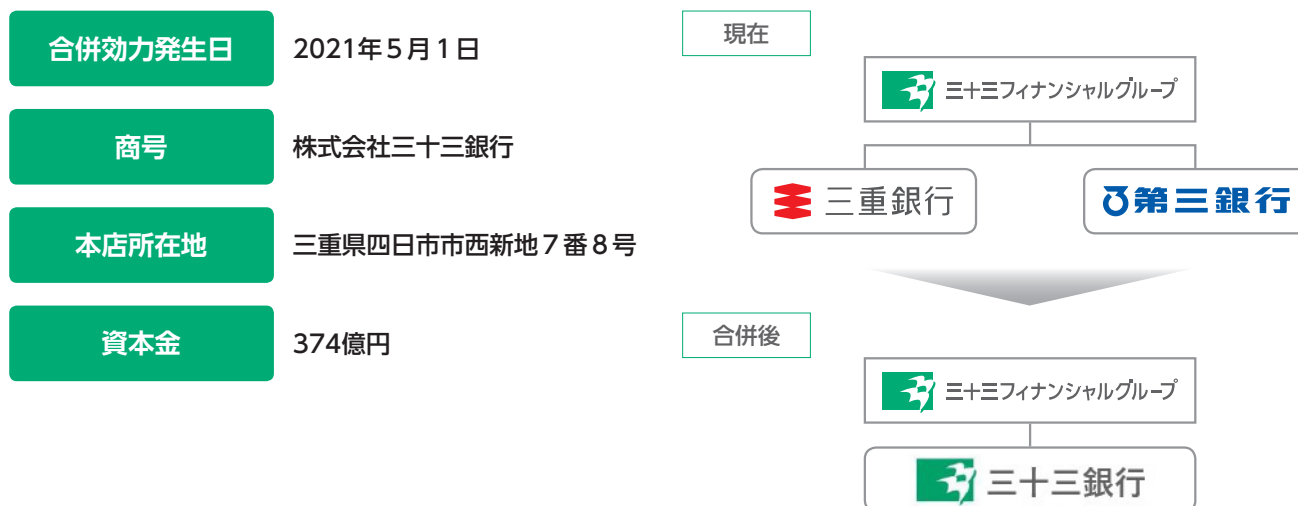 合併効力発生日
2021年5月1日
商号
株式会社三十三銀行
本店所在地
三重県四日市市西新地7番8号
資本金
374億円
現在
三十三フィナンシャルグループ
三重銀行
第三銀行
合併後
三十三フィナンシャルグループ
三十三銀行